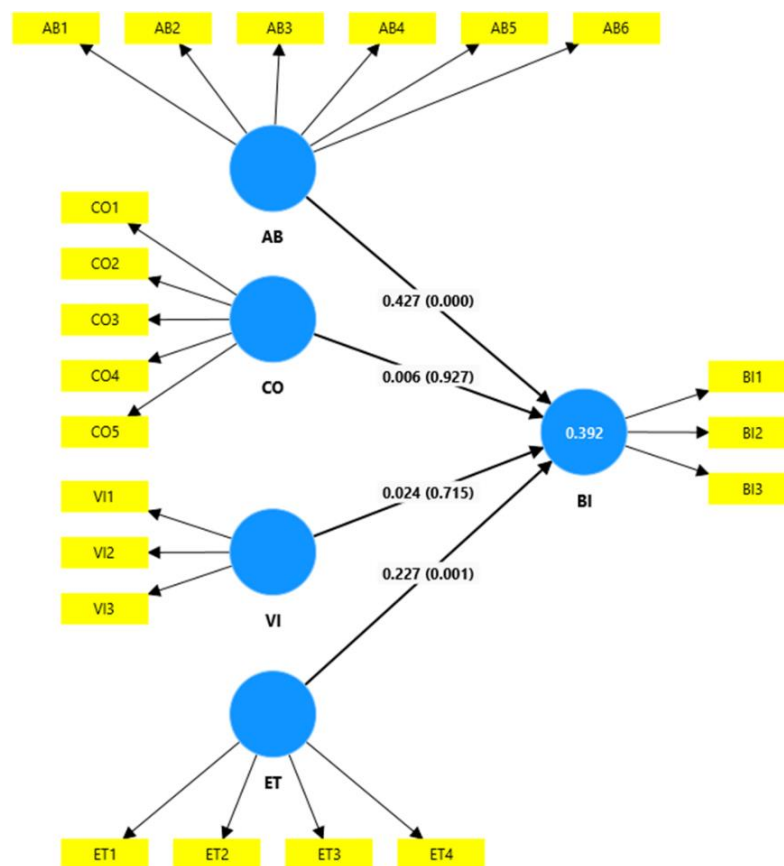 AB1 AB2 AB3 AB4 AB5 AB6
AB
CO1
CO2
CO3
CO4
CO5
CO
VI1
VI2
VI3
VI
ET
ET1 ET2 ET3 ET4
0.427 (0.000)
0.006 (0.927)
0.024 (0.715)
0.227 (0.001)
0.392
BI
BI1
BI2
BI3